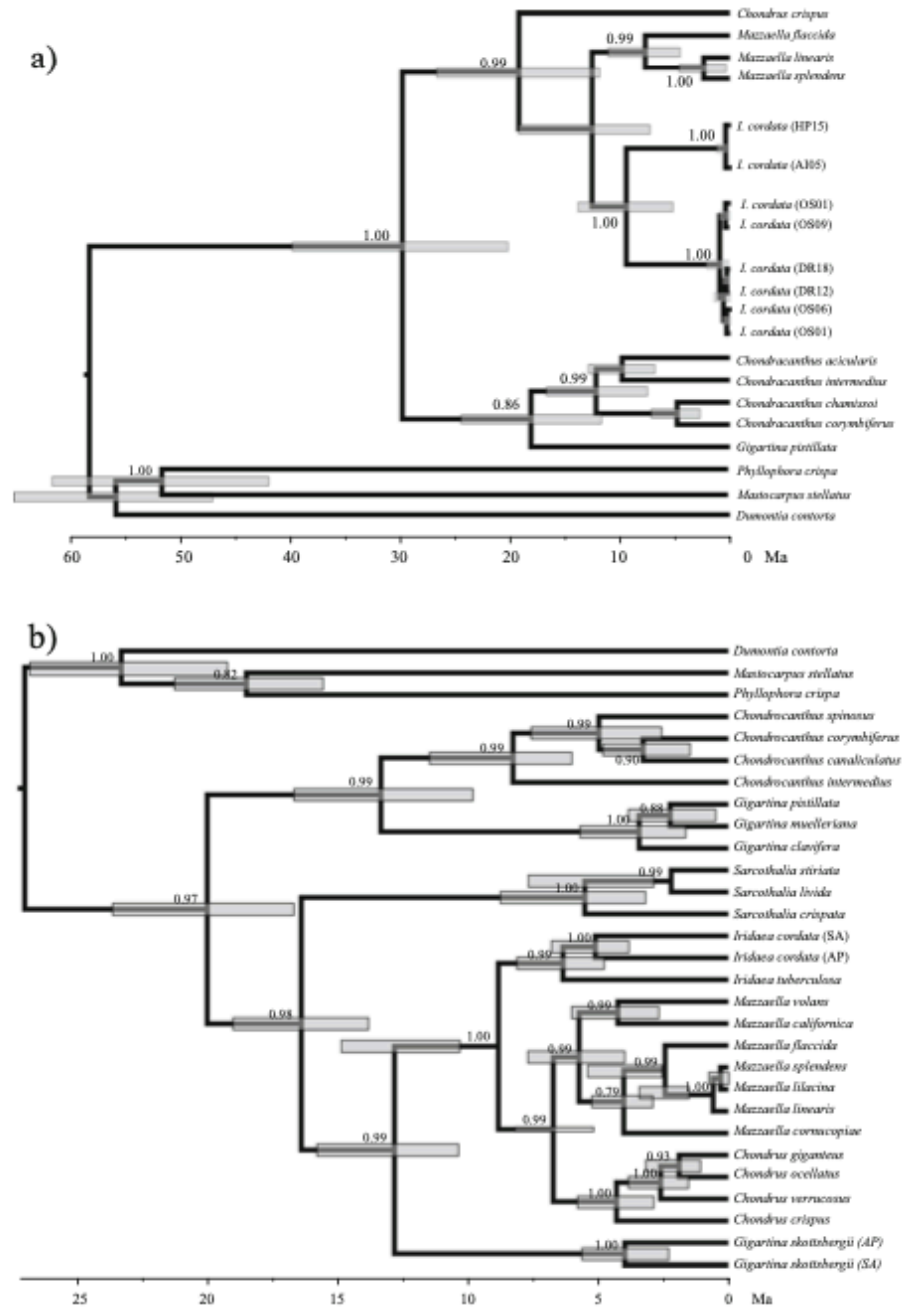 a)
Chondrus crispus
0.99
Mazzaella flaccida
0.99
Mazzaella linearis
1.00
Mazzaella splendens
1.00
I. cordata (HP15)
I. cordata (AI05)
I. cordata (OS01)
1.00
I. cordata (OS09)
1.00
1.00
I. cordata (DR18)
I. cordata (DR12)
I. cordata (OS06)
I. cordata (OS01)
Chondracanthus acicularis
0.99
Chondracanthus intermedius
0.86
Chondracanthus chamissoi
Chondracanthus corymbiferus
Gigartina pistillata
1.00
Phyllophora crispa
Mastocarpus stellatus
Dumontia contorta
60 50 40 30 20 10 0 Ma
b)
1.00
Dumontia contorta
0.82
Mastocarpus stellatus
Phyllophora crispa
Chondrocanthus spinosus
0.99
Chondrocanthus corymbiferus
0.99
0.90
Chondrocanthus canaliculatus
0.99
Chondrocanthus intermedius
0.88
Gigartina pistillata
1.00
Gigartina muelleriana
Gigartina clavifera
0.99
Sarcothalia stiriata
1.00
Sarcothalia livida
0.97
Sarcothalia crispata
1.00
Iridaea cordata (SA)
0.99
Iridaea cordata (AP)
Iridaea tuberculosa
0.99
Mazzaella volans
0.98
Mazzaella californica
1.00
0.99
0.99
Mazzaella flaccida
Mazzaella splendens
1.00
Mazzaella lilacina
0.79
Mazzaella linearis
0.99
0.99
Mazzaella cornucopiae
0.93
Chondrus giganteus
1.00
Chondrus ocellatus
1.00
Chondrus verrucosus
Chondrus crispus
1.00
Gigartina skottsbergii (AP)
Gigartina skottsbergii (SA)
25 20 15 10 5 0
Ma